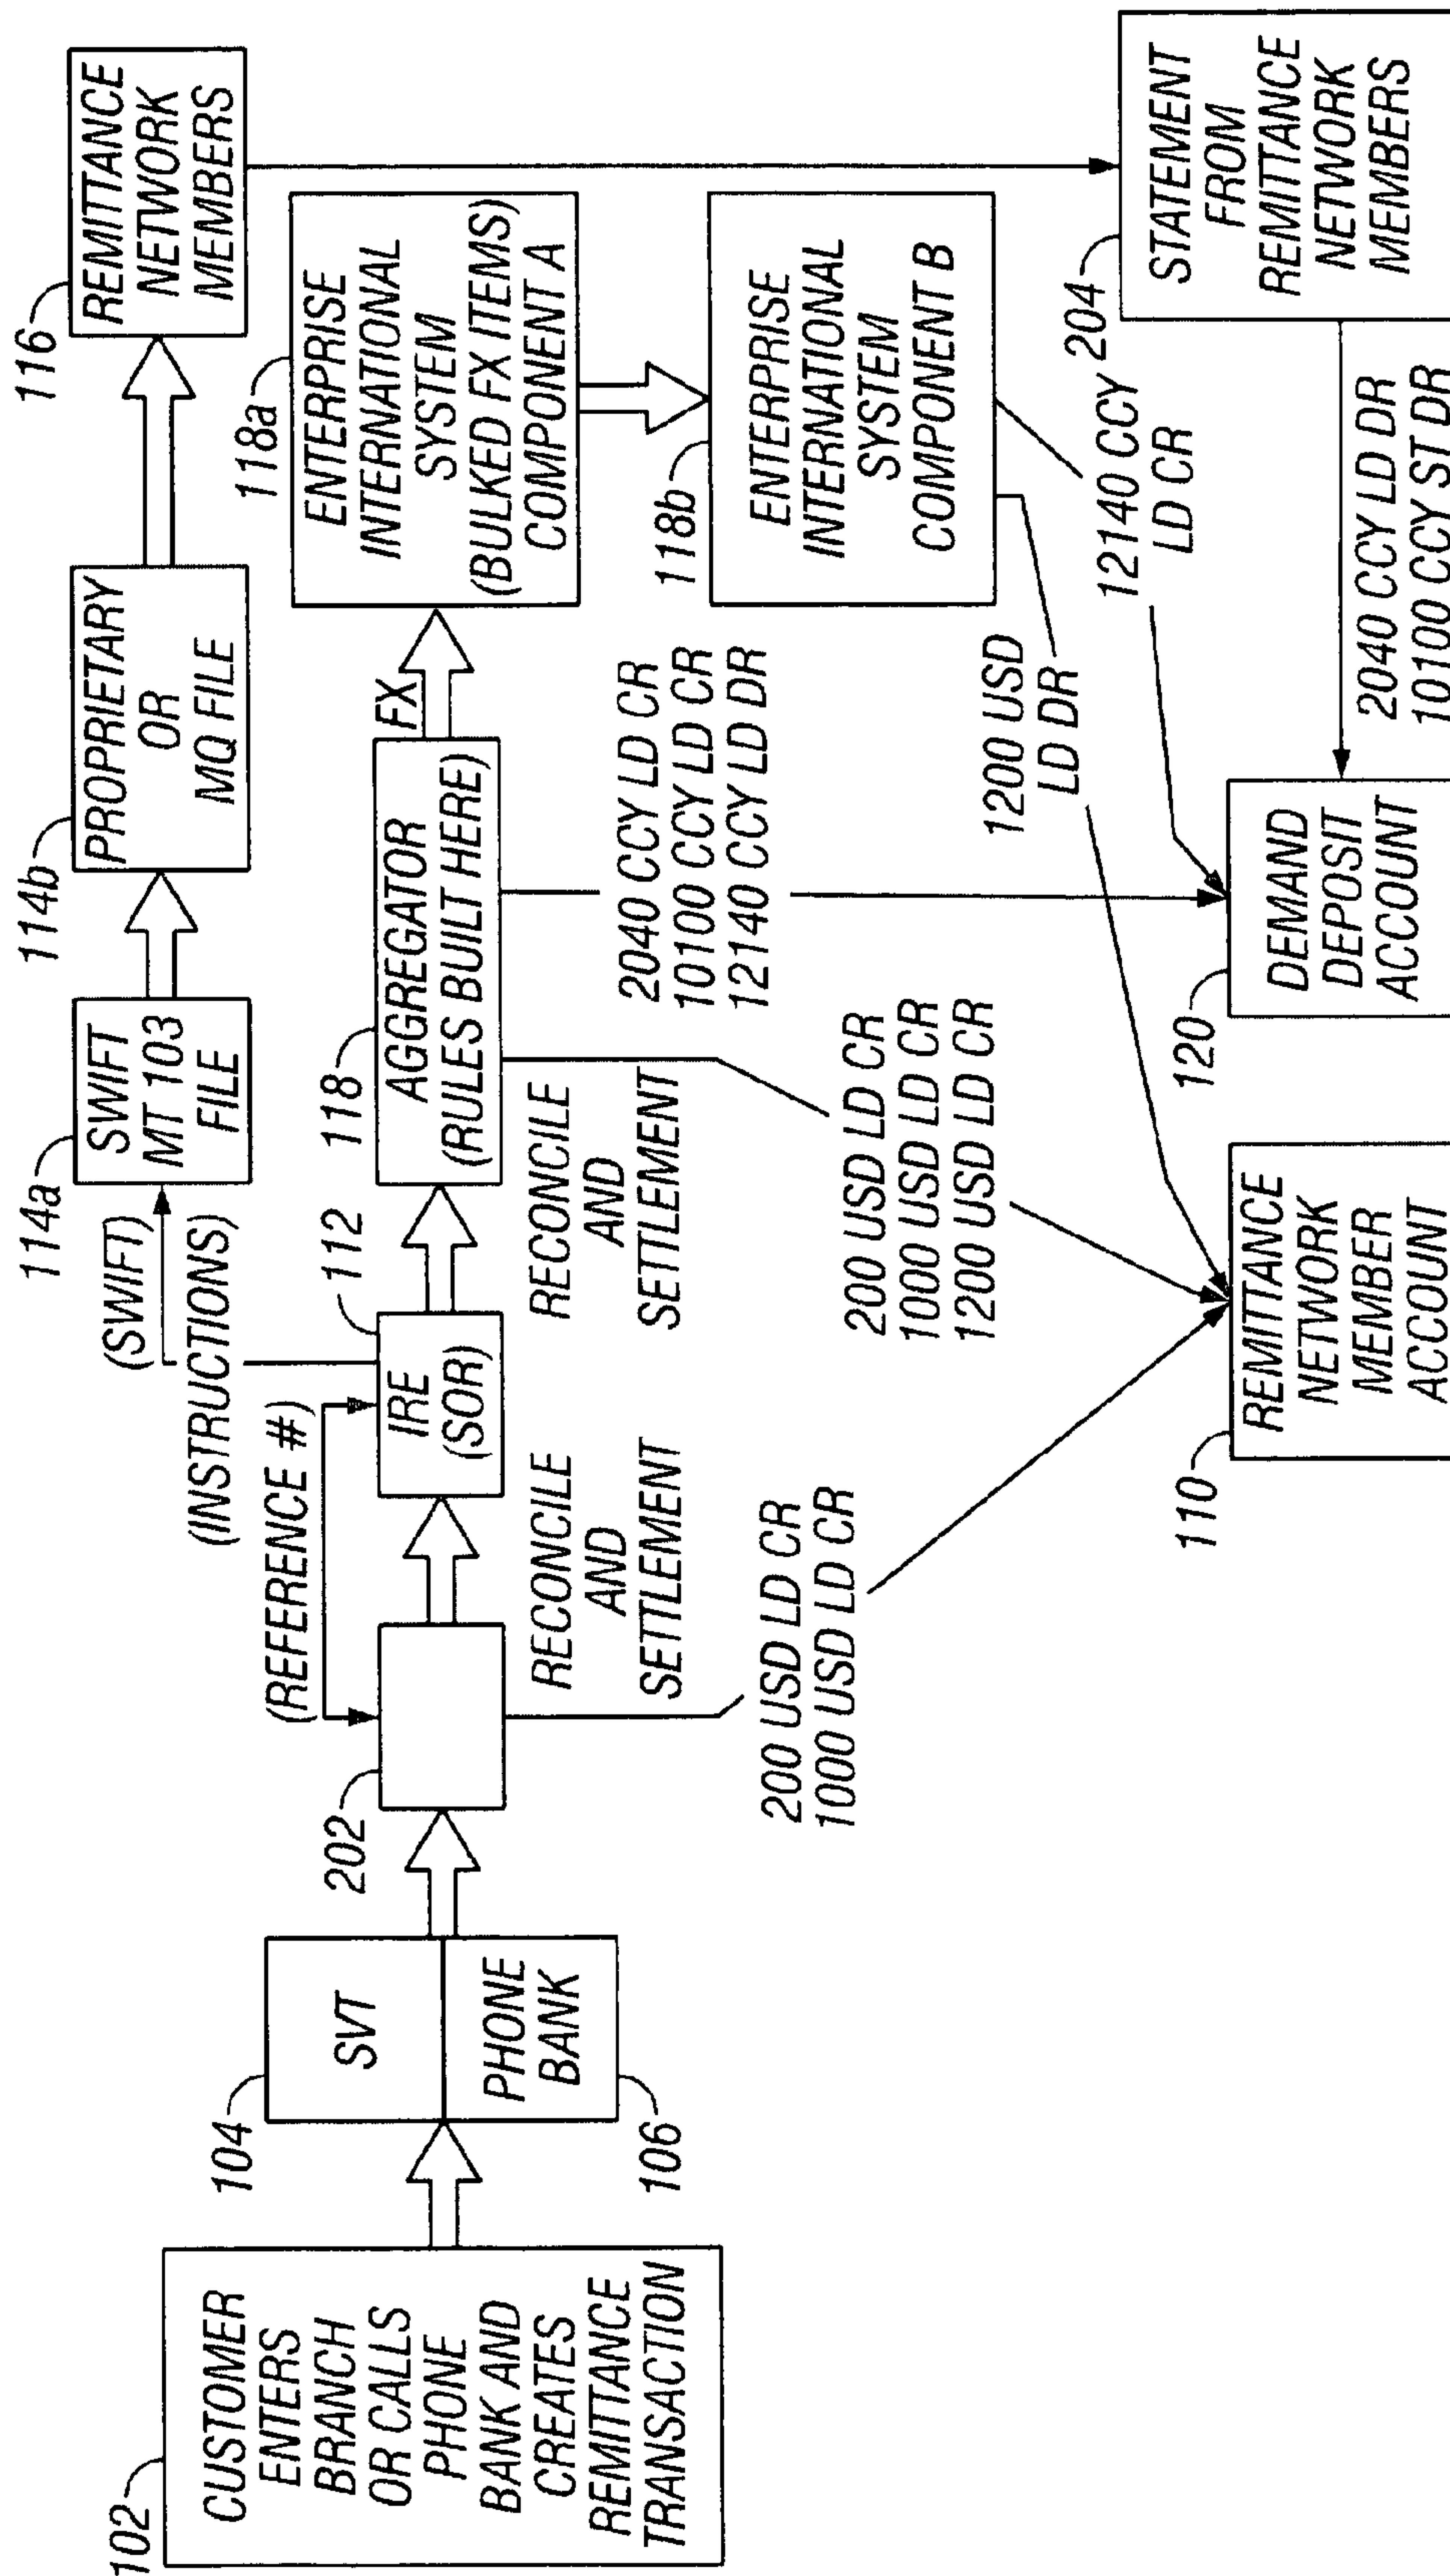 102
CUSTOMER
ENTERS
BRANCH
OR CALLS
PHONE
BANK AND
CREATES
REMITTANCE
TRANSACTION
104
SVT
PHONE
BANK
106
202
(REFERENCE #)
(SWIFT)
(INSTRUCTIONS)
112
IRE
(SOR)
RECONCILE
AND
SETTLEMENT
RECONCILE
AND
SETTLEMENT
114a
SWIFT
MT 103
FILE
114b
PROPRIETARY
OR
MQ FILE
116
REMITTANCE
NETWORK
MEMBERS
118
AGGREGATOR
(RULES BUILT HERE)
FX
118a
ENTERPRISE
INTERNATIONAL
SYSTEM
(BULKED FX ITEMS)
COMPONENT A
118b
ENTERPRISE
INTERNATIONAL
SYSTEM
COMPONENT B
200 USD LD CR
1000 USD LD CR
200 USD LD CR
1000 USD LD CR
1200 USD LD CR
2040 CCY LD CR
10100 CCY LD CR
12140 CCY LD DR
1200 USD
LD DR
12140 CCY
LD CR
204
STATEMENT
FROM
REMITTANCE
NETWORK
MEMBERS
2040 CCY LD DR
10100 CCY ST DR
110
REMITTANCE
NETWORK
MEMBER
ACCOUNT
120
DEMAND
DEPOSIT
ACCOUNT